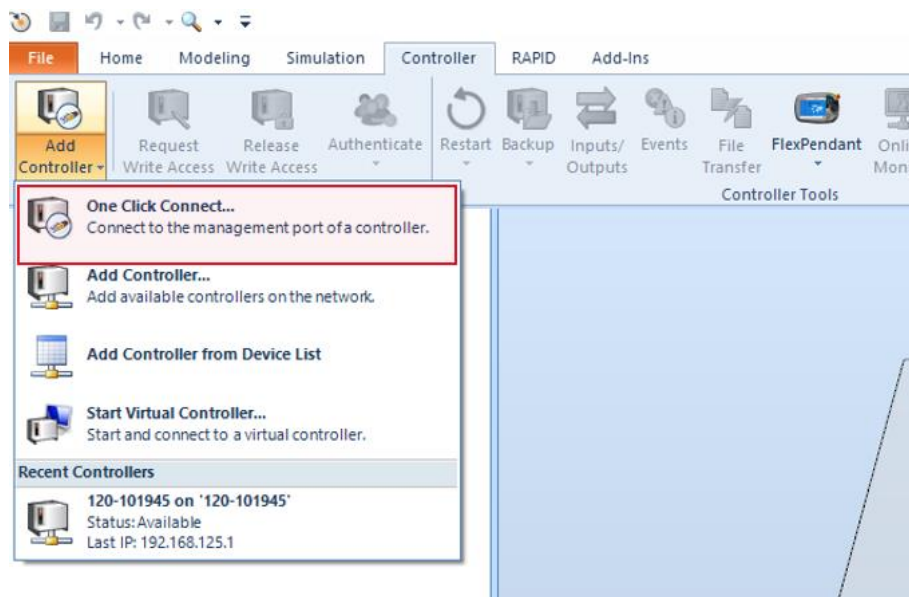 File Home Modeling Simulation Controller RAPID Add-Ins
Add Controller
Request Write Access
Release Write Access
Authenticate
Restart
Backup
Inputs/ Outputs
Events
File Transfer
FlexPendant
Controller Tools
One Click Connect...
Connect to the management port of a controller.
Add Controller...
Add available controllers on the network.
Add Controller from Device List
Start Virtual Controller...
Start and connect to a virtual controller.
Recent Controllers
120-101945 on '120-101945'
Status: Available
Last IP: 192.168.125.1